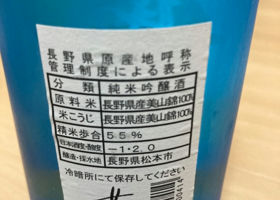 長野県原産地呼称
管理制度による表示
分類 純米吟醸酒
原料米 長野県産美山錦100%
米こうじ 長野県産美山錦100%
精米歩合 55%
日本酒度・酸度 -1・2.0
醸造・採水地 長野県松本市
冷暗所にて保存してください